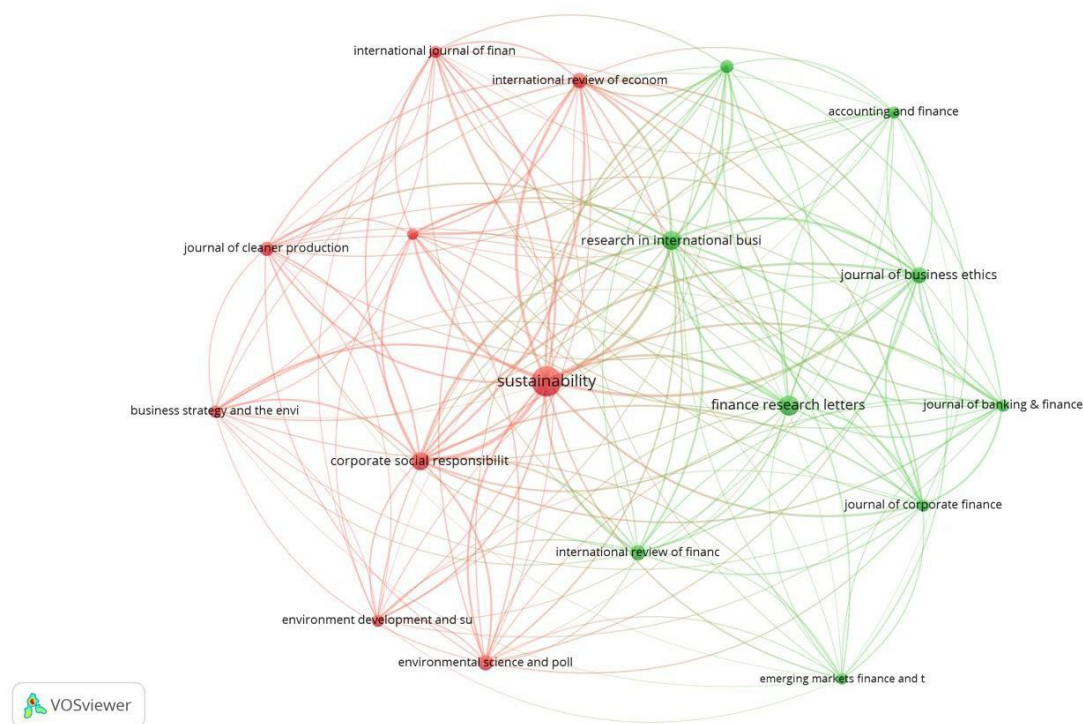 international journal of finan
international review of econom
accounting and finance
research in international busi
journal of cleaner production
journal of business ethics
sustainability
finance research letters
journal of banking & finance
business strategy and the envi
corporate social responsibilit
journal of corporate finance
international review of financ
environment development and su
environmental science and poll
emerging markets finance and t
VOSviewer